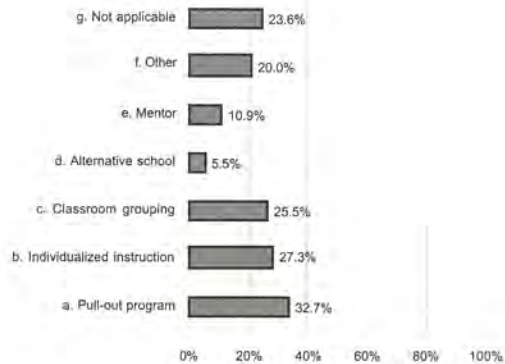 g. Not applicable 23.6%
f. Other 20.0%
e. Mentor 10.9%
d. Alternative school 5.5%
c. Classroom grouping 25.5%
b. Individualized instruction 27.3%
a. Pull-out program 32.7%
0% 20% 40% 60% 80% 100%